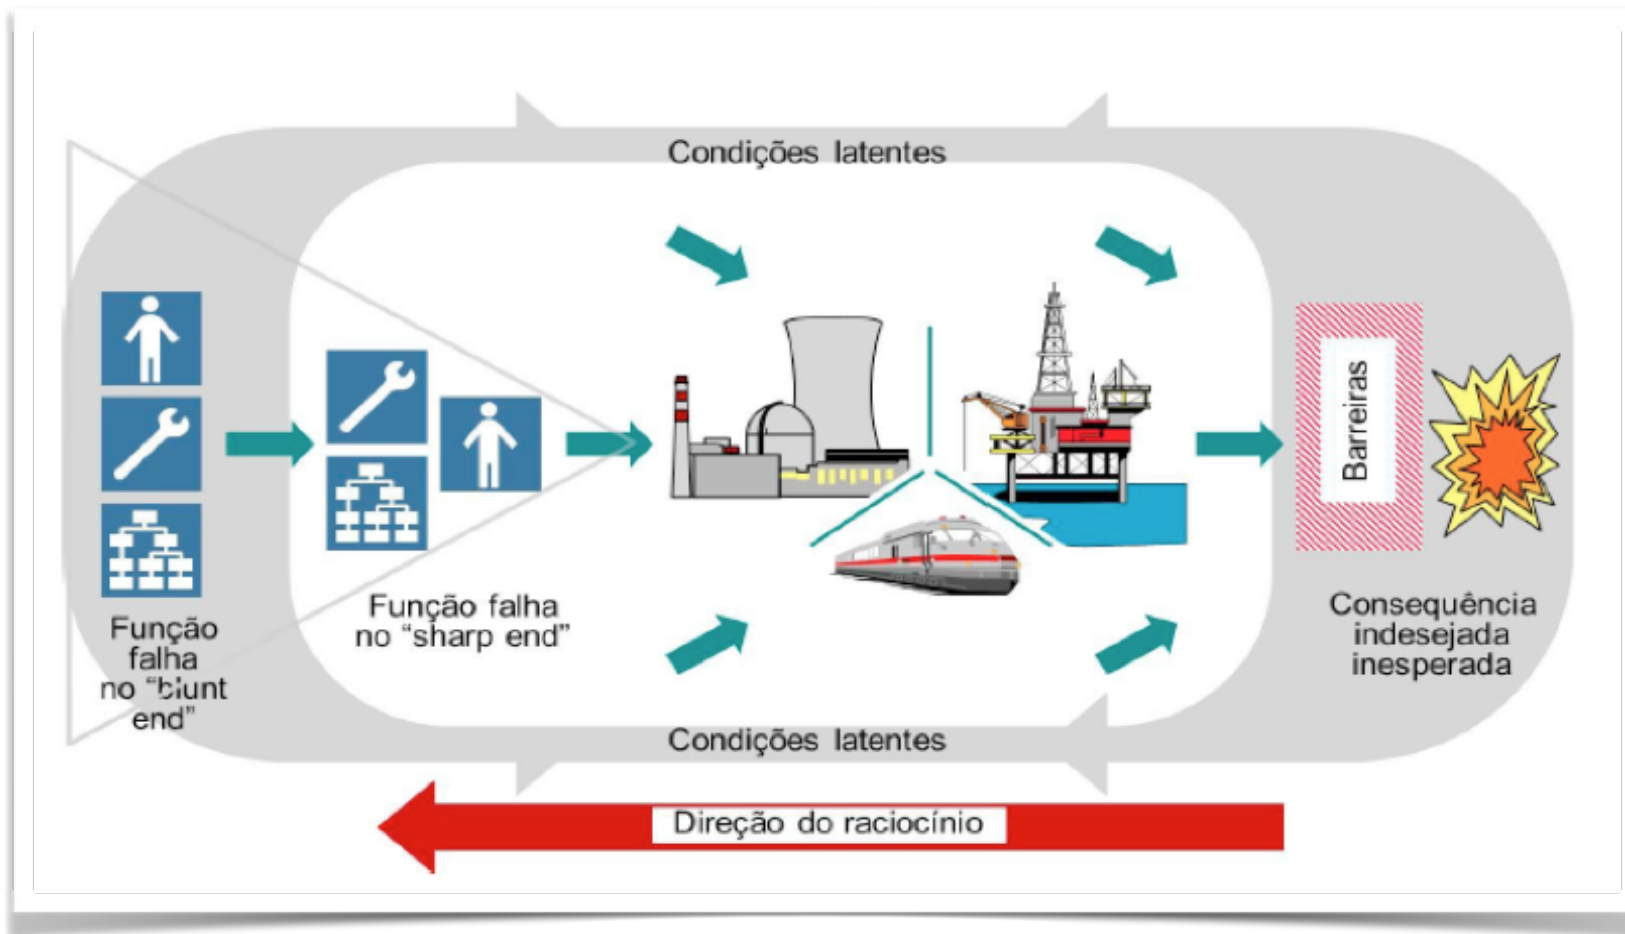 Condições latentes
Barreiras
Função falha
no “sharp end”
Função
falha
no “blunt
end”
Consequência
indesejada
inesperada
Condições latentes
Direção do raciocínio